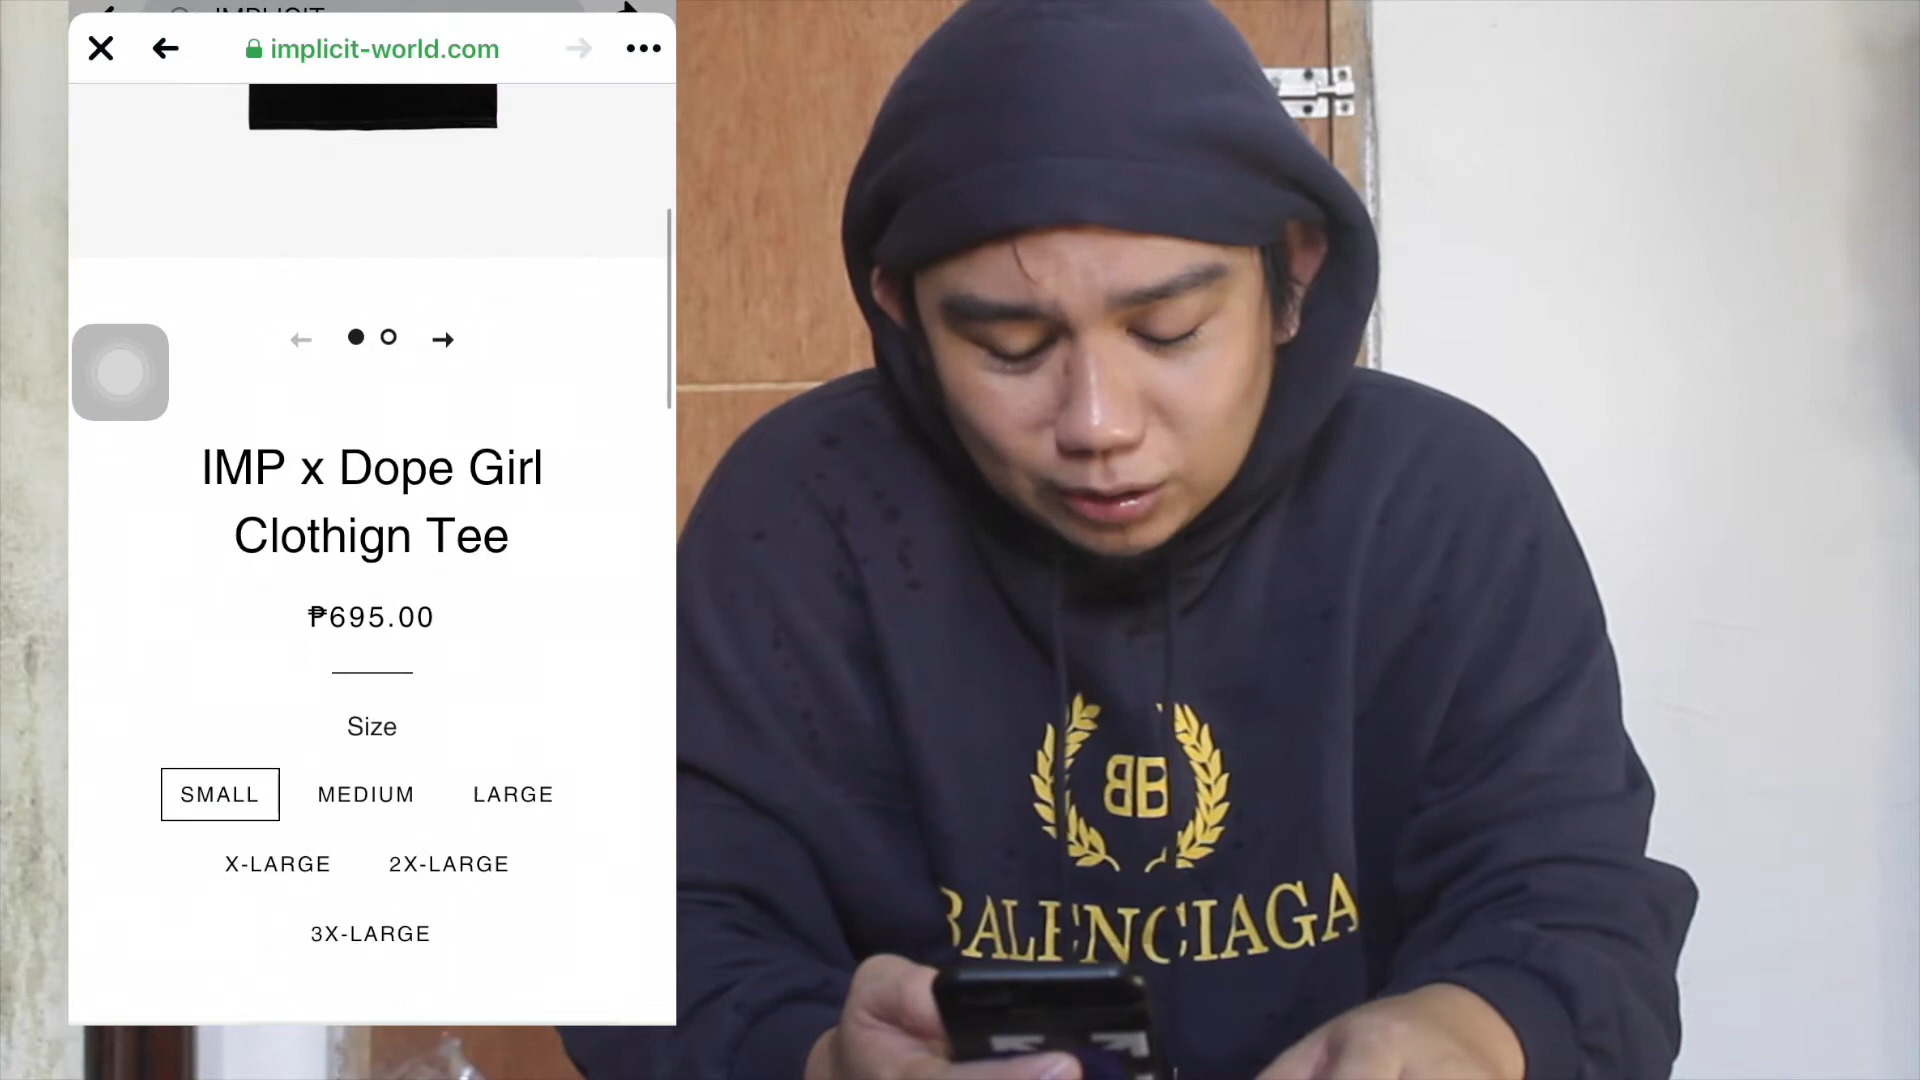 IMPLICIT
implicit-world.com
IMP x Dope Girl
Clothign Tee
₱695.00
Size
SMALL MEDIUM LARGE
X-LARGE 2X-LARGE
3X-LARGE
BB
BALENCIAGA